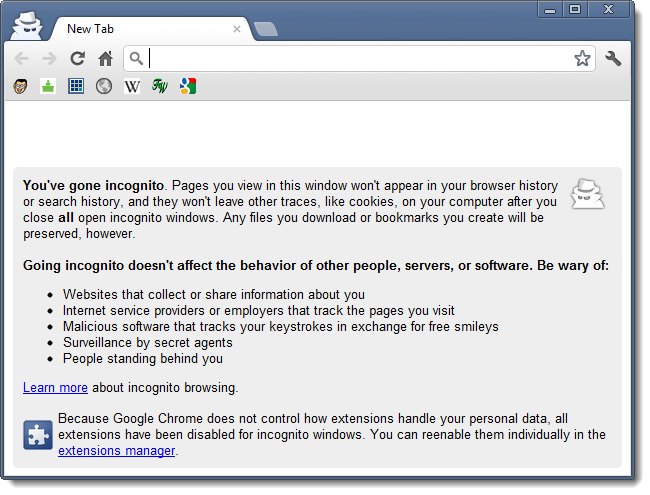 New Tab
W
FW
You've gone incognito. Pages you view in this window won't appear in your browser history
or search history, and they won't leave other traces, like cookies, on your computer after you
close all open incognito windows. Any files you download or bookmarks you create will be
preserved, however.
Going incognito doesn't affect the behavior of other people, servers, or software. Be wary of:
Websites that collect or share information about you
Internet service providers or employers that track the pages you visit
Malicious software that tracks your keystrokes in exchange for free smileys
Surveillance by secret agents
People standing behind you
Learn more about incognito browsing.
Because Google Chrome does not control how extensions handle your personal data, all
extensions have been disabled for incognito windows. You can reenable them individually in the
extensions manager.